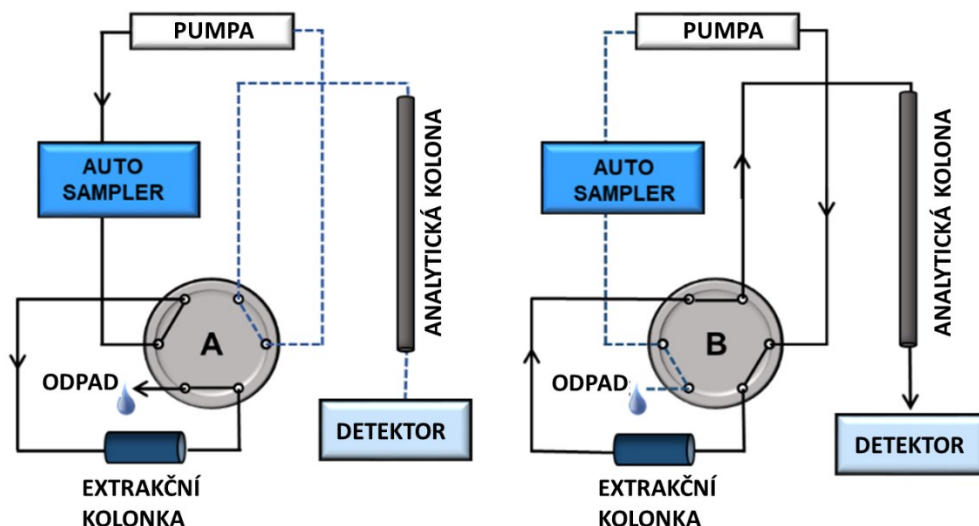 PUMPA
AUTO
SAMPLER
ANALYTICKÁ KOLONA
A
ODPAD
DETEKTOR
EXTRAKČNÍ
KOLONKA
PUMPA
AUTO
SAMPLER
ANALYTICKÁ KOLONA
B
ODPAD
DETEKTOR
EXTRAKČNÍ
KOLONKA